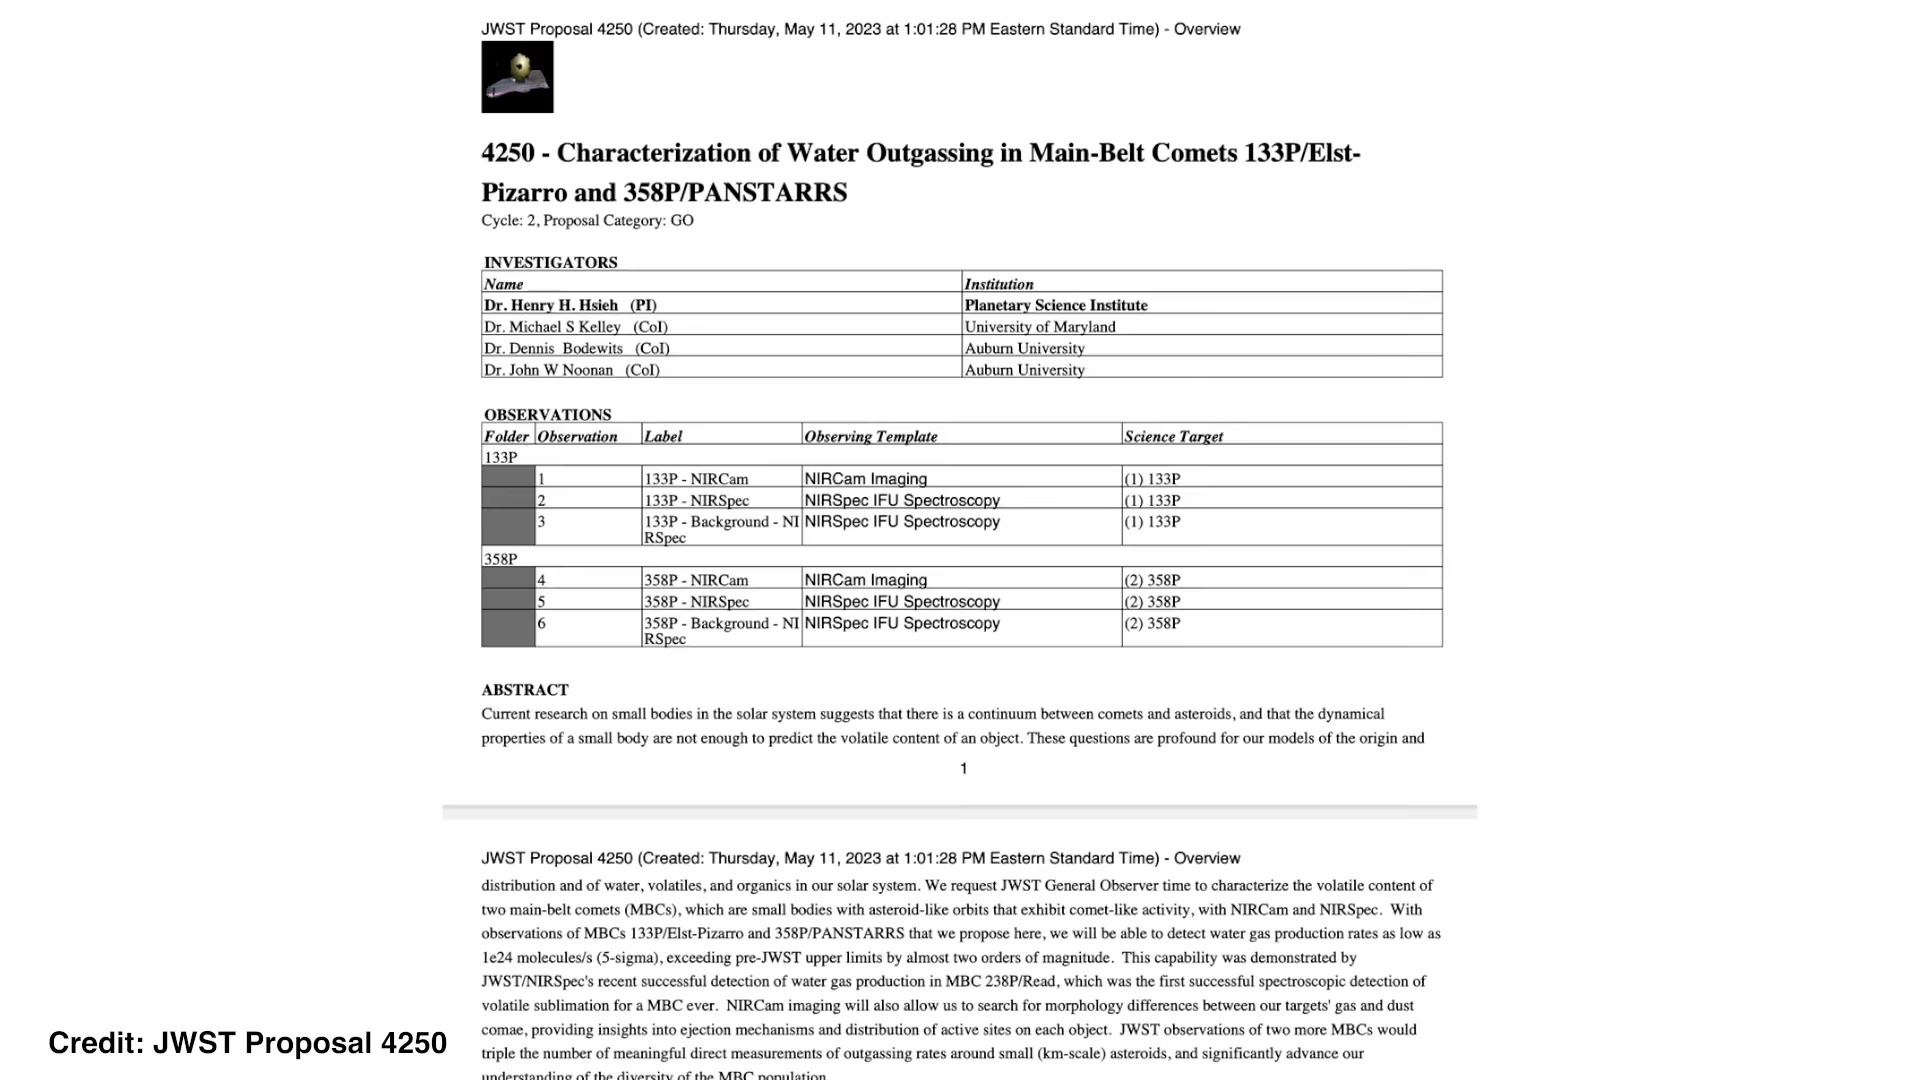 JWST Proposal 4250 (Created: Thursday, May 11, 2023 at 1:01:28 PM Eastern Standard Time) - Overview
4250 - Characterization of Water Outgassing in Main-Belt Comets 133P/Elst-
Pizarro and 358P/PANSTARRS
Cycle: 2, Proposal Category: GO
INVESTIGATORS
Name Institution
Dr. Henry H. Hsieh (PI) Planetary Science Institute
Dr. Michael S Kelley (CoI) University of Maryland
Dr. Dennis Bodewits (CoI) Auburn University
Dr. John W Noonan (CoI) Auburn University
OBSERVATIONS
Folder Observation Label Observing Template Science Target
133P
1 133P - NIRCam NIRCam Imaging (1) 133P
2 133P - NIRSpec NIRSpec IFU Spectroscopy (1) 133P
3 133P - Background - NI NIRSpec IFU Spectroscopy (1) 133P
RSpec
358P
4 358P - NIRCam NIRCam Imaging (2) 358P
5 358P - NIRSpec NIRSpec IFU Spectroscopy (2) 358P
6 358P - Background - NI NIRSpec IFU Spectroscopy (2) 358P
RSpec
ABSTRACT
Current research on small bodies in the solar system suggests that there is a continuum between comets and asteroids, and that the dynamical
properties of a small body are not enough to predict the volatile content of an object. These questions are profound for our models of the origin and
1
JWST Proposal 4250 (Created: Thursday, May 11, 2023 at 1:01:28 PM Eastern Standard Time) - Overview
distribution and of water, volatiles, and organics in our solar system. We request JWST General Observer time to characterize the volatile content of
two main-belt comets (MBCs), which are small bodies with asteroid-like orbits that exhibit comet-like activity, with NIRCam and NIRSpec. With
observations of MBCs 133P/Elst-Pizarro and 358P/PANSTARRS that we propose here, we will be able to detect water gas production rates as low as
1e24 molecules/s (5-sigma), exceeding pre-JWST upper limits by almost two orders of magnitude. This capability was demonstrated by
JWST/NIRSpec's recent successful detection of water gas production in MBC 238P/Read, which was the first successful spectroscopic detection of
volatile sublimation for a MBC ever. NIRCam imaging will also allow us to search for morphology differences between our targets' gas and dust
comae, providing insights into ejection mechanisms and distribution of active sites on each object. JWST observations of two more MBCs would
triple the number of meaningful direct measurements of outgassing rates around small (km-scale) asteroids, and significantly advance our
understanding of the diversity of the MBC population.
Credit: JWST Proposal 4250